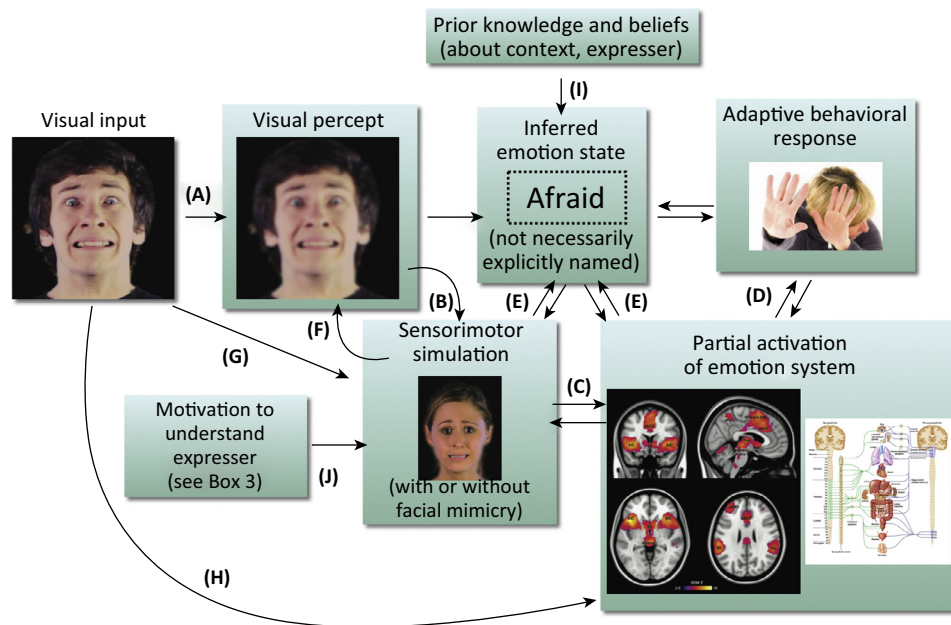 Prior knowledge and beliefs
(about context, expresser)
(I)
Visual input
Visual percept
Inferred
emotion state
Afraid
(not necessarily
explicitly named)
Adaptive behavioral
response
(A)
(B)
(E)
(E)
(D)
(F)
(G)
Sensorimotor
simulation
(with or without
facial mimicry)
(C)
Partial activation
of emotion system
Motivation to
understand
expresser
(see Box 3)
(J)
(H)